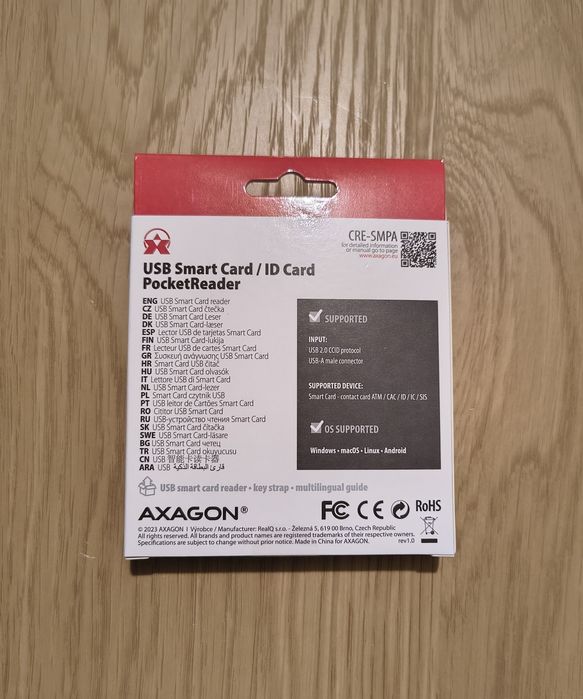 CRE-SMPA
for detailed information
or manual go to page
www.axagon.eu
USB Smart Card / ID Card
PocketReader
ENG USB Smart Card reader
CZ USB Smart Card čtečka
DE USB Smart Card Leser
DK USB Smart Card-læser
ESP Lector USB de tarjetas Smart Card
FIN USB Smart Card-lukija
FR Lecteur USB de cartes Smart Card
GR Συσκευή ανάγνωσης USB Smart Card
HR Smart Card USB čitač
HU USB Smart Card olvasók
IT Lettore USB di Smart Card
NL USB Smart Card-lezer
PL Smart Card czytnik USB
PT USB leitor de Cartões Smart Card
RO Cititor USB Smart Card
RU USB-устройство чтения Smart Card
SK USB Smart Card čítačka
SWE USB Smart Card-läsare
BG USB Smart Card четец
TR USB Smart Card okuyucusu
CN USB 智能卡读卡器
ARA USB قارئ البطاقة الذكية
SUPPORTED
INPUT:
USB 2.0 CCID protocol
USB-A male connector
SUPPORTED DEVICE:
Smart Card - contact card ATM / CAC / ID / IC / SIS
OS SUPPORTED
Windows • macOS • Linux • Android
USB smart card reader • key strap • multilingual guide
AXAGON®
FC CE RoHS
© 2023 AXAGON I Výrobce / Manufacturer: RealQ s.r.o. - Železná 5, 619 00 Brno, Czech Republic
All rights reserved. All brands and product names are registered trademarks of their respective owners.
Specifications are subject to change without prior notice. Made in China for AXAGON.
rev1.0